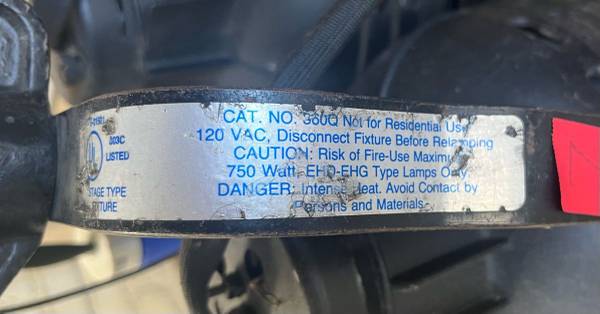 CAT. NO. 360Q Not for Residential Use
120 VAC, Disconnect Fixture Before Relamping
CAUTION: Risk of Fire-Use Maximum
750 Watt, EHD-EHG Type Lamps Only.
DANGER: Intense Heat. Avoid Contact by
Persons and Materials.
UL
LISTED
STAGE TYPE
FIXTURE